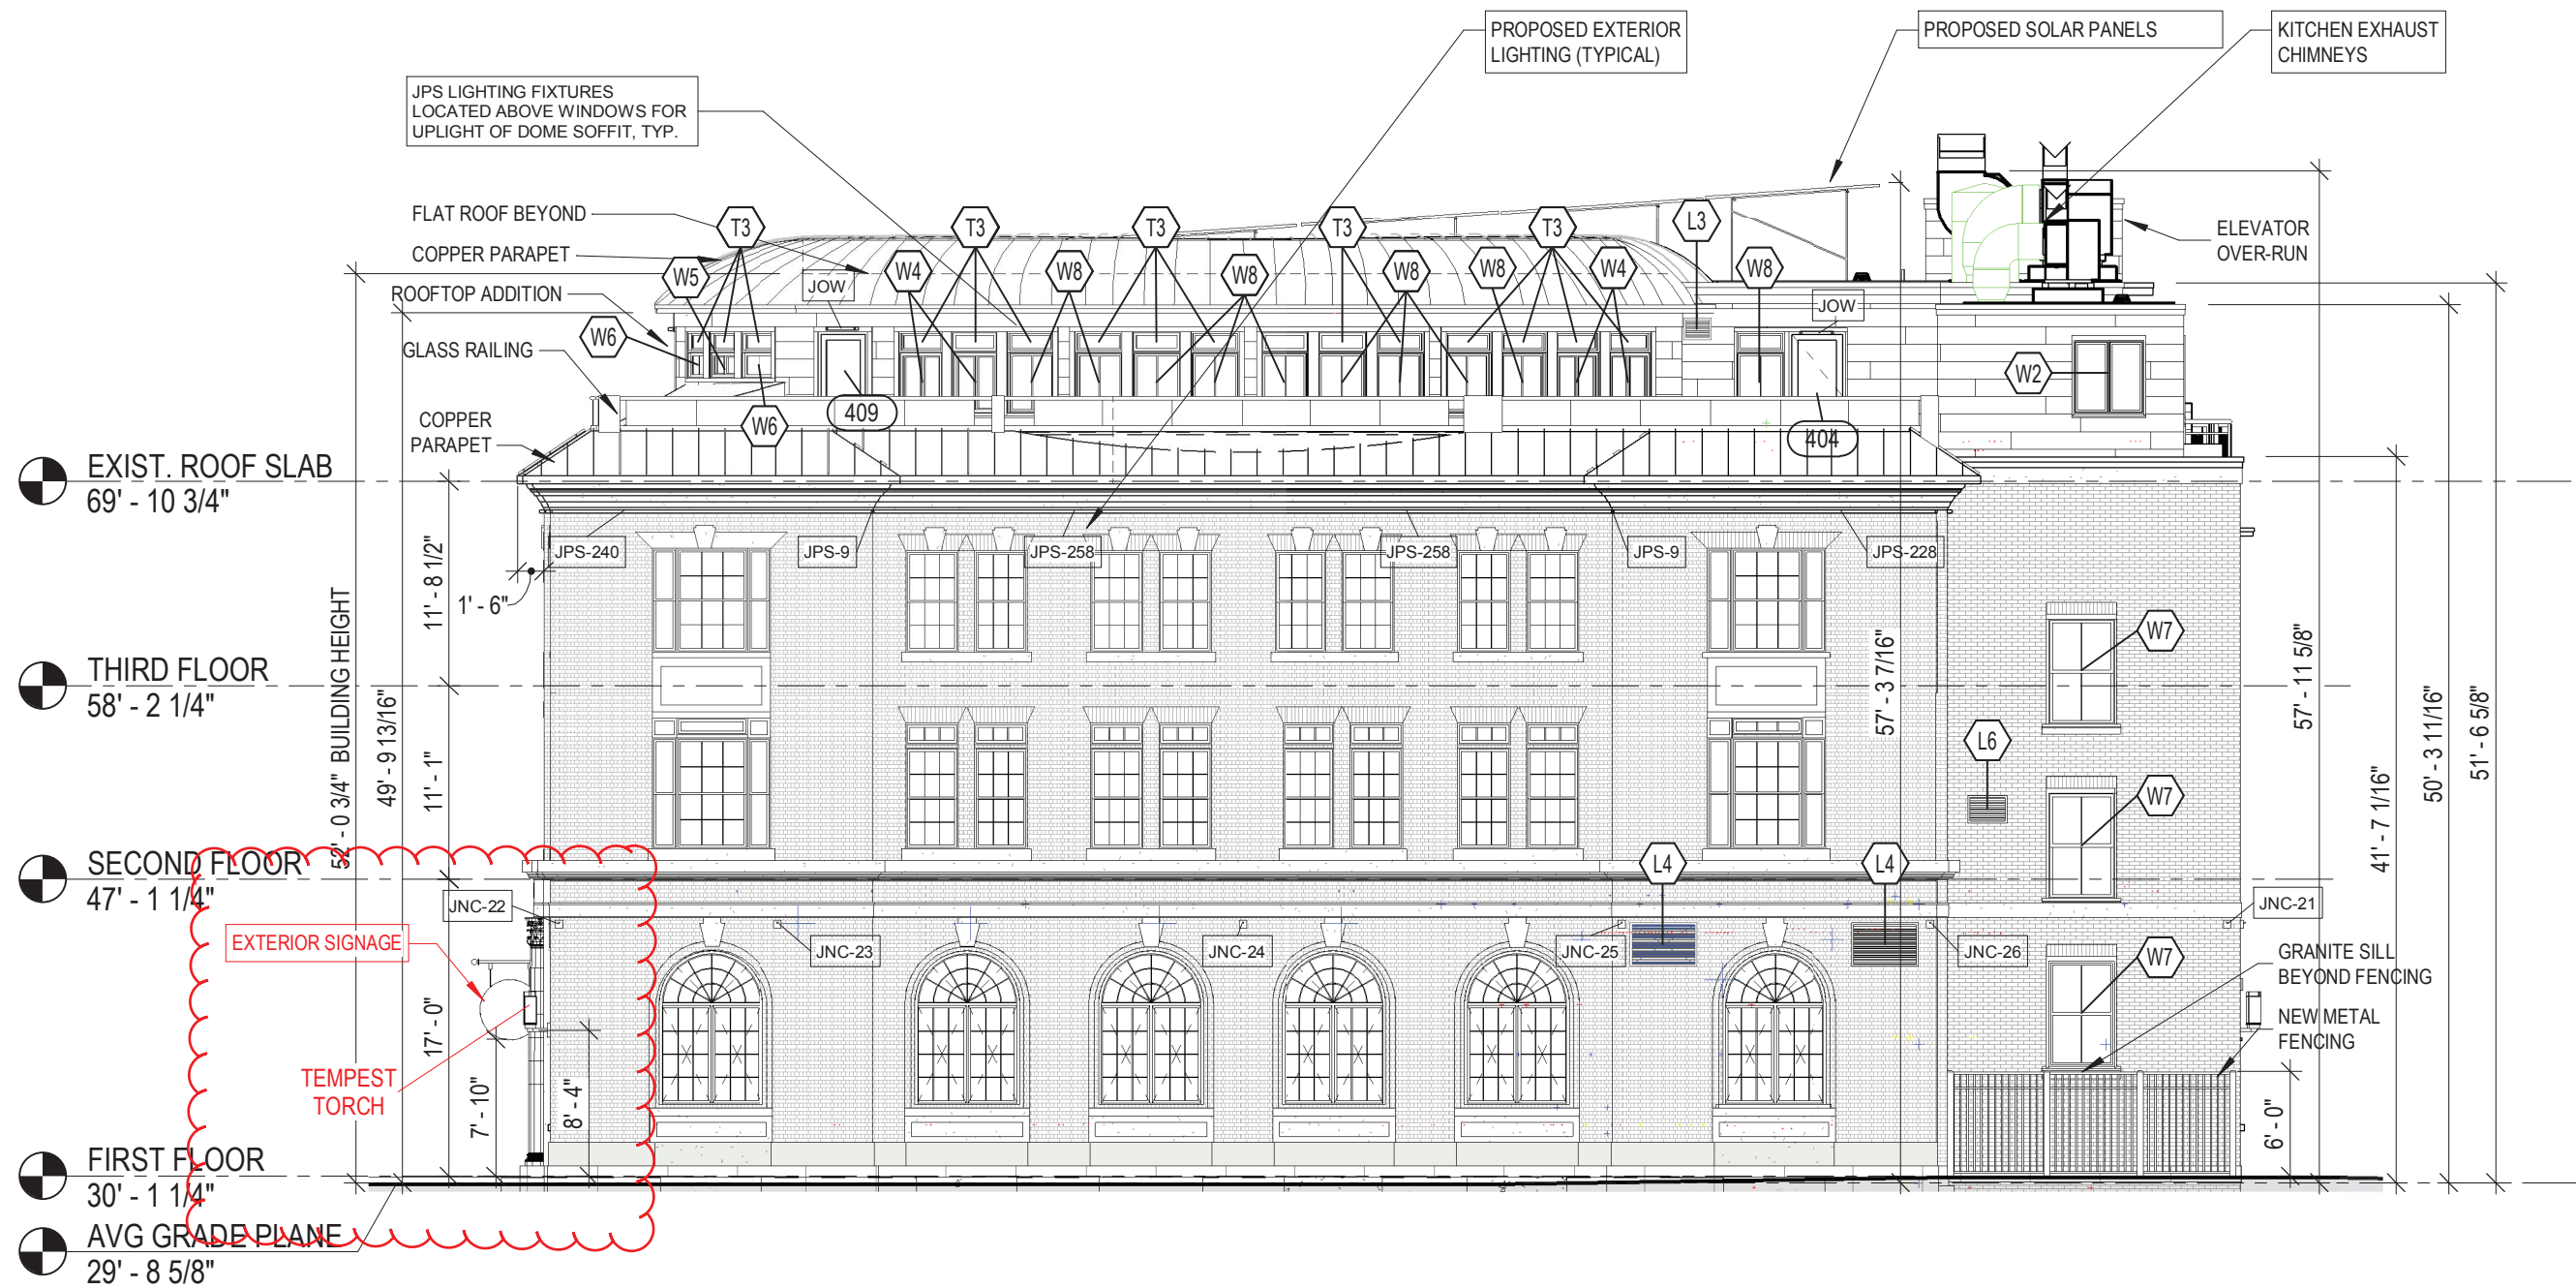 PROPOSED EXTERIOR
LIGHTING (TYPICAL)
PROPOSED SOLAR PANELS
KITCHEN EXHAUST
CHIMNEYS
JPS LIGHTING FIXTURES
LOCATED ABOVE WINDOWS FOR
UPLIGHT OF DOME SOFFIT, TYP.
FLAT ROOF BEYOND
COPPER PARAPET
ROOFTOP ADDITION
GLASS RAILING
COPPER
PARAPET
T3
T3
T3
T3
T3
L3
W5
JOW
W4
W8
W8
W8
W8
W4
W8
JOW
W6
W6
409
404
W2
ELEVATOR
OVER-RUN
EXIST. ROOF SLAB
69' - 10 3/4"
THIRD FLOOR
58' - 2 1/4"
SECOND FLOOR
47' - 1 1/4"
FIRST FLOOR
30' - 1 1/4"
AVG GRADE PLANE
29' - 8 5/8"
52' - 0 3/4" BUILDING HEIGHT
49' - 9 13/16"
11' - 8 1/2"
11' - 1"
17' - 0"
1' - 6"
7' - 10"
8' - 4"
JPS-240
JPS-9
JPS-258
JPS-258
JPS-9
JPS-228
57' - 3 7/16"
57' - 11 5/8"
41' - 7 1/16"
50' - 3 11/16"
51' - 6 5/8"
6' - 0"
W7
L6
W7
W7
L4
L4
JNC-22
JNC-23
JNC-24
JNC-25
JNC-26
JNC-21
EXTERIOR SIGNAGE
TEMPEST
TORCH
GRANITE SILL
BEYOND FENCING
NEW METAL
FENCING